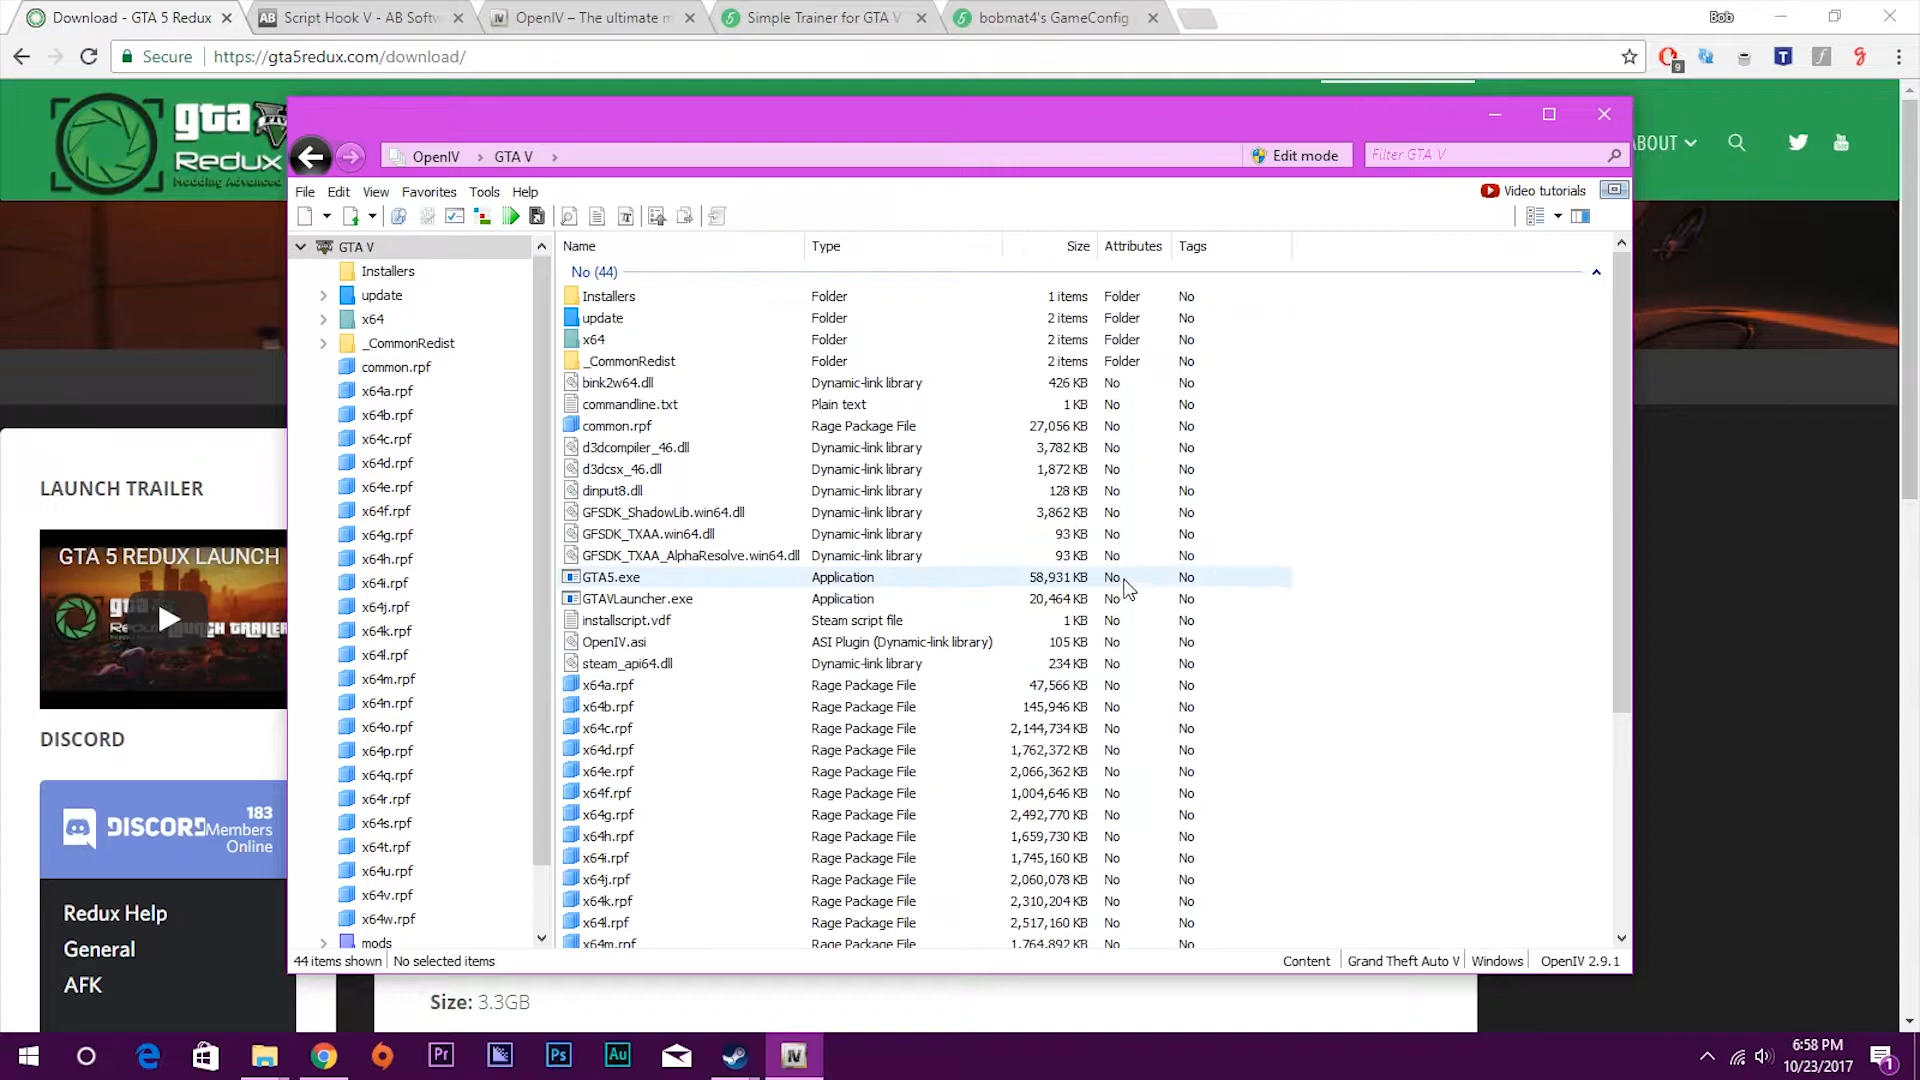 Download - GTA 5 Redux
Script Hook V - AB Softw
OpenIV – The ultimate m
Simple Trainer for GTA V
bobmat4's GameConfig
Bob
Secure
https://gta5redux.com/download/
9
gta
Redux
Modding Advanced
ABOUT
OpenIV
GTA V
Edit mode
Filter GTA V
File Edit View Favorites Tools Help
Video tutorials
GTA V
Installers
update
x64
_CommonRedist
common.rpf
x64a.rpf
x64b.rpf
x64c.rpf
x64d.rpf
x64e.rpf
x64f.rpf
x64g.rpf
x64h.rpf
x64i.rpf
x64j.rpf
x64k.rpf
x64l.rpf
x64m.rpf
x64n.rpf
x64o.rpf
x64p.rpf
x64q.rpf
x64r.rpf
x64s.rpf
x64t.rpf
x64u.rpf
x64v.rpf
x64w.rpf
mods
Name Type Size Attributes Tags
No (44)
Installers Folder 1 items Folder No
update Folder 2 items Folder No
x64 Folder 2 items Folder No
_CommonRedist Folder 2 items Folder No
bink2w64.dll Dynamic-link library 426 KB No No
commandline.txt Plain text 1 KB No No
common.rpf Rage Package File 27,056 KB No No
d3dcompiler_46.dll Dynamic-link library 3,782 KB No No
d3dcsx_46.dll Dynamic-link library 1,872 KB No No
dinput8.dll Dynamic-link library 128 KB No No
GFSDK_ShadowLib.win64.dll Dynamic-link library 3,862 KB No No
GFSDK_TXAA.win64.dll Dynamic-link library 93 KB No No
GFSDK_TXAA_AlphaResolve.win64.dll Dynamic-link library 93 KB No No
GTA5.exe Application 58,931 KB No No
GTAVLauncher.exe Application 20,464 KB No No
installscript.vdf Steam script file 1 KB No No
OpenIV.asi ASI Plugin (Dynamic-link library) 105 KB No No
steam_api64.dll Dynamic-link library 234 KB No No
x64a.rpf Rage Package File 47,566 KB No No
x64b.rpf Rage Package File 145,946 KB No No
x64c.rpf Rage Package File 2,144,734 KB No No
x64d.rpf Rage Package File 1,762,372 KB No No
x64e.rpf Rage Package File 2,066,362 KB No No
x64f.rpf Rage Package File 1,004,646 KB No No
x64g.rpf Rage Package File 2,492,770 KB No No
x64h.rpf Rage Package File 1,659,730 KB No No
x64i.rpf Rage Package File 1,745,160 KB No No
x64j.rpf Rage Package File 2,060,078 KB No No
x64k.rpf Rage Package File 2,310,204 KB No No
x64l.rpf Rage Package File 2,517,160 KB No No
x64m.rpf Rage Package File 1,764,892 KB No No
44 items shown No selected items
Content Grand Theft Auto V Windows OpenIV 2.9.1
LAUNCH TRAILER
GTA 5 REDUX LAUNCH
LAUNCH TRAILER
DISCORD
DISCORD
183
Members
Online
Redux Help
General
AFK
Size: 3.3GB
Pr
Ps
Au
IV
6:58 PM
10/23/2017
1